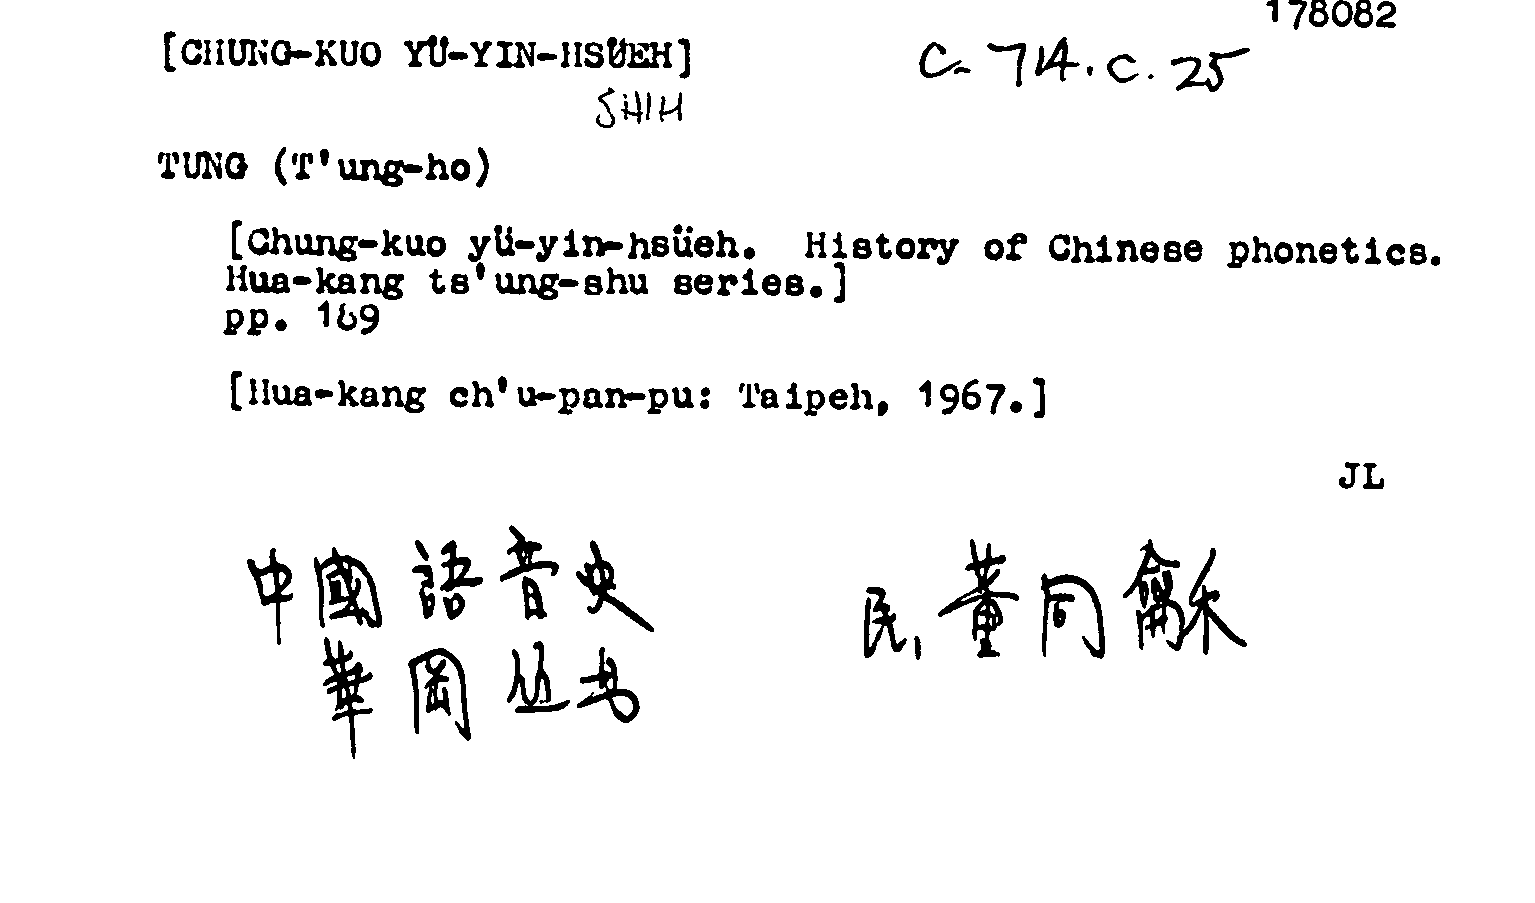 178082
[CHUNG-KUO YÜ-YIN-HSÜEH]
C. 714. c. 25
SHIH
TUNG (T'ung-ho)
[Chung-kuo yü-yin-hsüeh. History of Chinese phonetics.
Hua-kang ts'ung-shu series.]
pp. 169
[Hua-kang ch'u-pan-pu: Taipeh, 1967.]
JL
中國語音史
民, 董同龢
華岡丛书